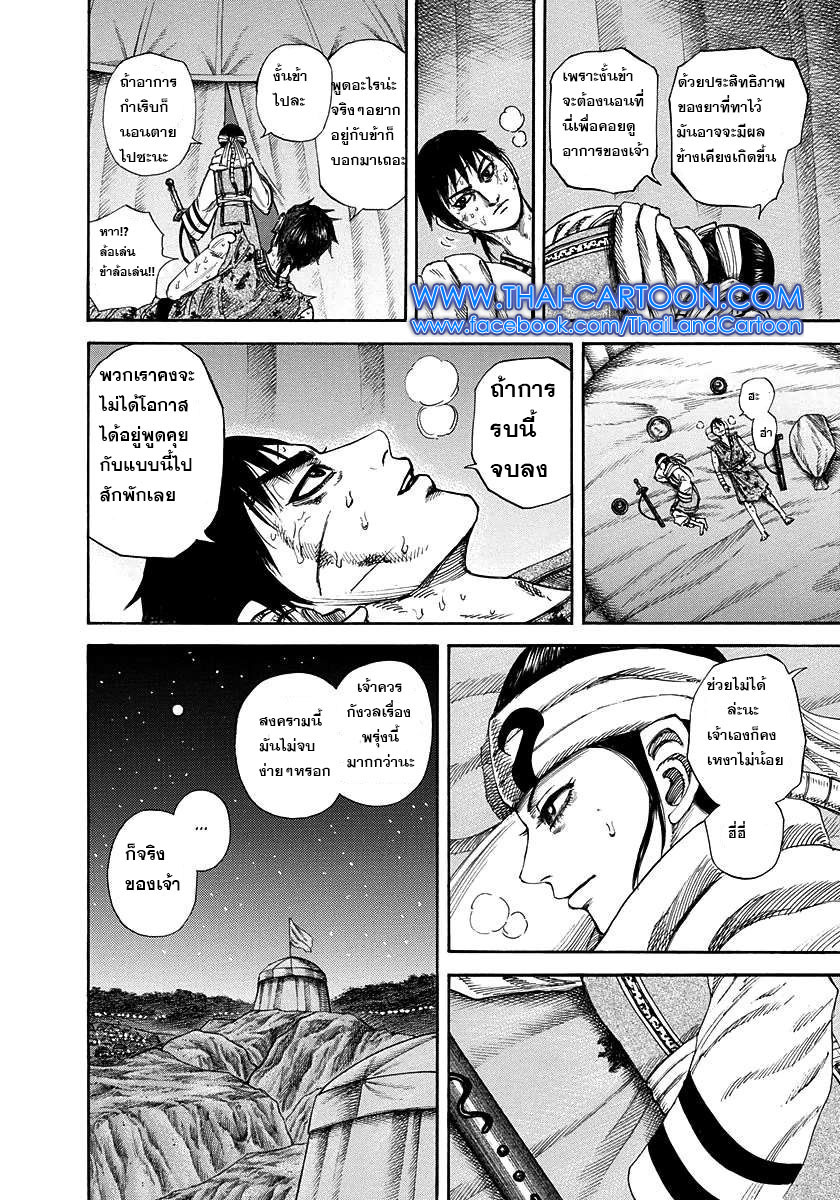 ด้วยประสิทธิภาพ
ของยาที่ทาไว้
มันอาจจะมีผล
ข้างเคียงเกิดขึ้น
เพราะงั้นข้า
จะต้องนอนที่
นี่เพื่อคอยดู
อาการของเจ้า
พูดอะไรน่ะ
จริงๆอยาก
อยู่กับข้าก็
บอกมาเถอะ
งั้นข้า
ไปละ
ถ้าอาการ
กำเริบก็
นอนตาย
ไปซะนะ
หาา!?
ล้อเล่น
ข้าล้อเล่น!!
WWW.THAI-CARTOON.COM
www.facebook.com/ThaiLandCartoon
ฮะ
ฮ่า
ถ้าการ
รบนี้
จบลง
พวกเราคงจะ
ไม่ได้โอกาส
ได้อยู่พูดคุย
กับแบบนี้ไป
สักพักเลย
ช่วยไม่ได้
ล่ะนะ
เจ้าเองก็คง
เหงาไม่น้อย
ฮี่ฮี่
เจ้าควร
กังวลเรื่อง
พรุ่งนี้
มากกว่านะ
สงครามนี้
มันไม่จบ
ง่ายๆหรอก
...
ก็จริง
ของเจ้า